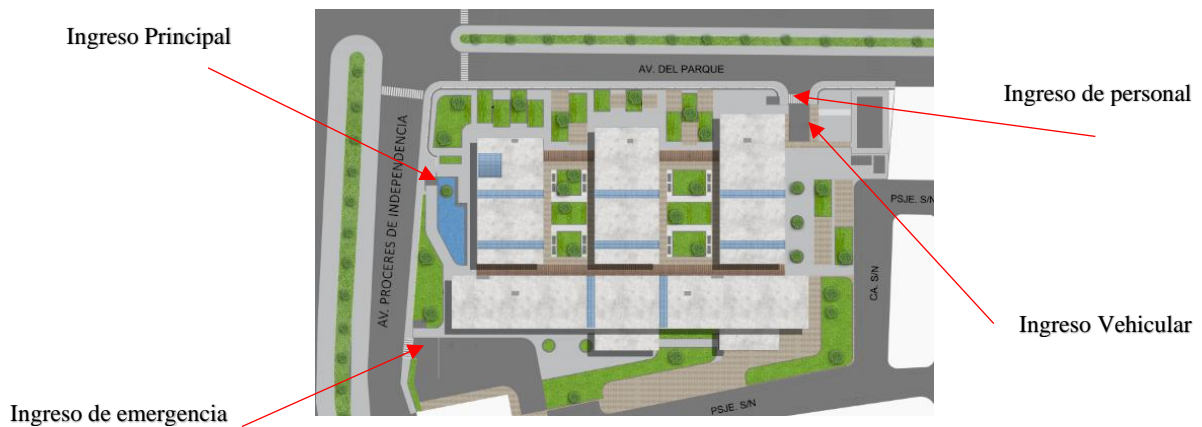 Ingreso Principal
AV. DEL PARQUE
Ingreso de personal
AV. PROCERES DE INDEPENDENCIA
PSJE. S/N
CA. S/N
Ingreso Vehicular
Ingreso de emergencia
PSJE. S/N